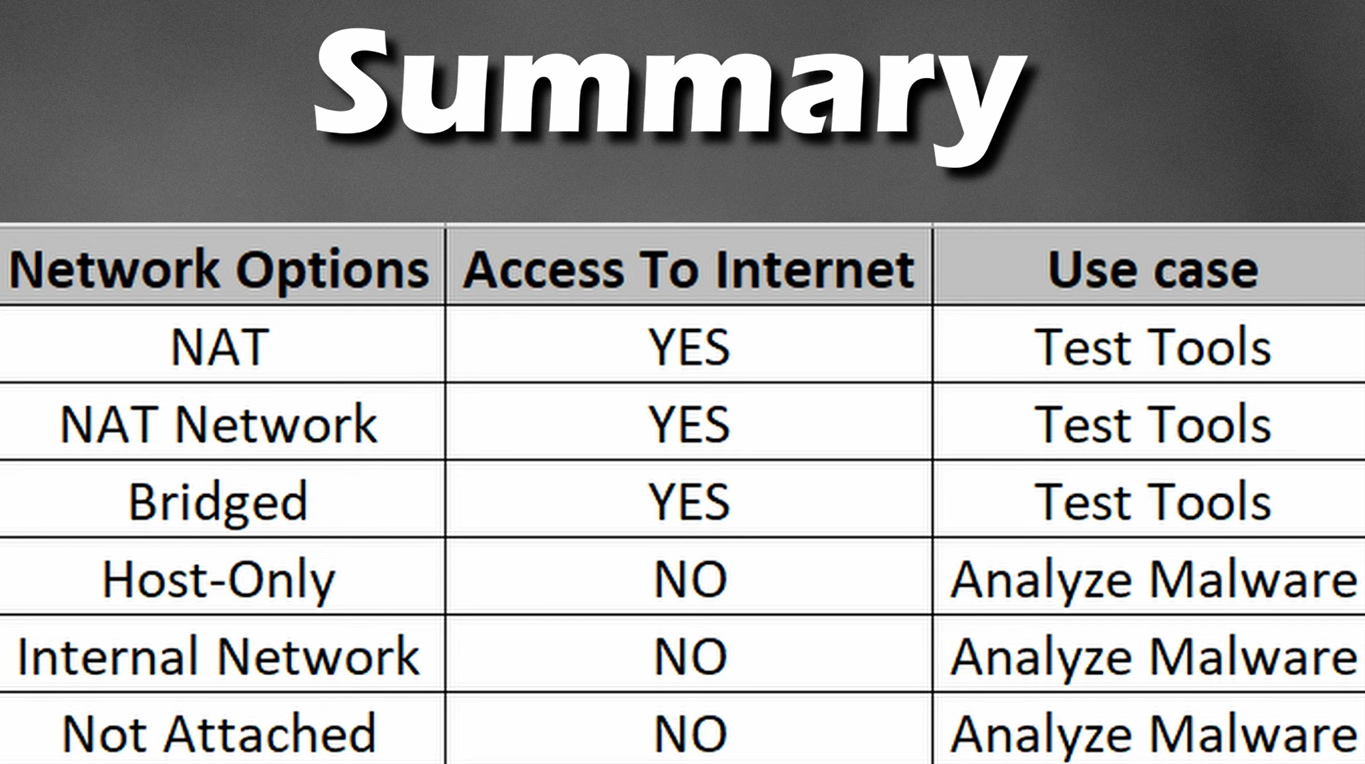 Summary
Network Options Access To Internet Use case
NAT YES Test Tools
NAT Network YES Test Tools
Bridged YES Test Tools
Host-Only NO Analyze Malware
Internal Network NO Analyze Malware
Not Attached NO Analyze Malware